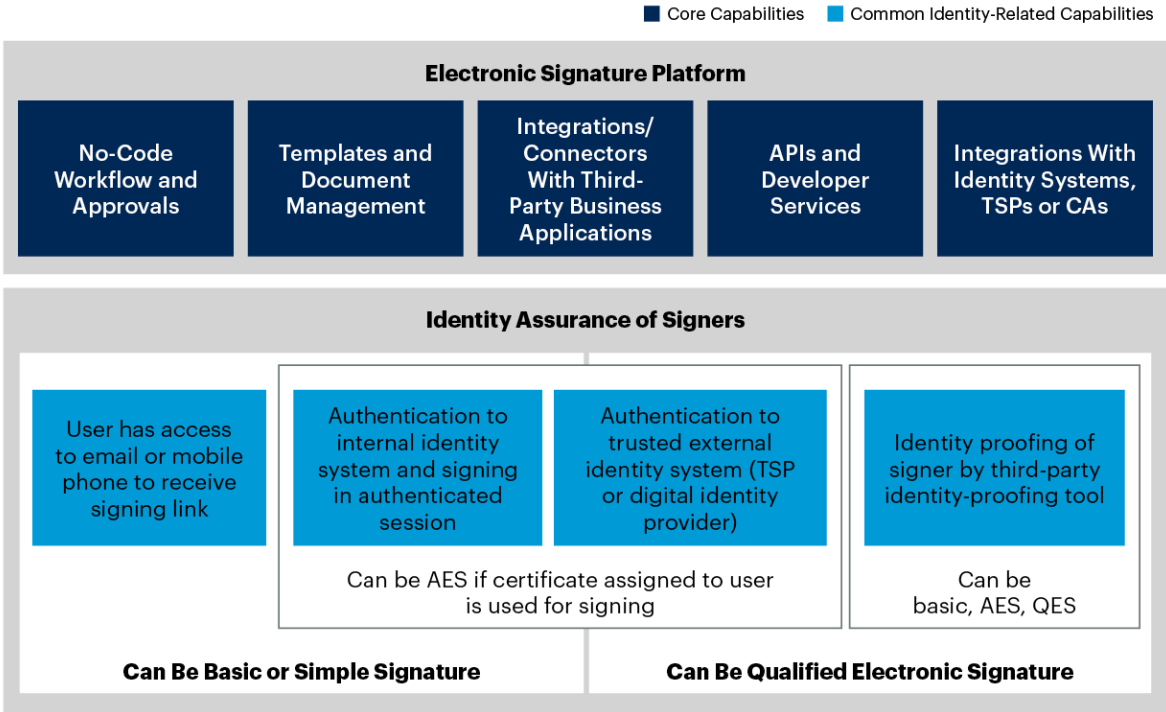 Core Capabilities
Common Identity-Related Capabilities
Electronic Signature Platform
No-Code
Workflow and
Approvals
Templates and
Document
Management
Integrations/
Connectors
With Third-
Party Business
Applications
APIs and
Developer
Services
Integrations With
Identity Systems,
TSPs or CAs
Identity Assurance of Signers
User has access
to email or mobile
phone to receive
signing link
Authentication to
internal identity
system and signing
in authenticated
session
Authentication to
trusted external
identity system (TSP
or digital identity
provider)
Identity proofing of
signer by third-party
identity-proofing tool
Can be AES if certificate assigned to user
is used for signing
Can be
basic, AES, QES
Can Be Basic or Simple Signature
Can Be Qualified Electronic Signature